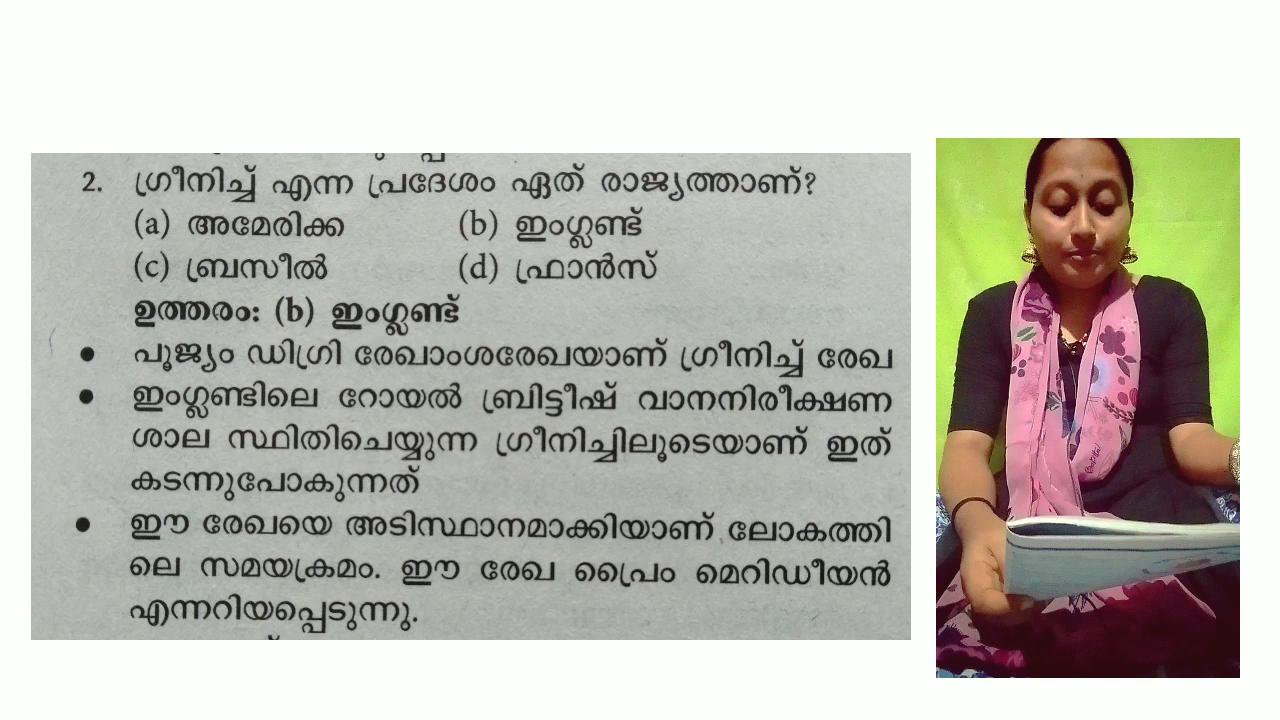 2. ഗ്രീനിച്ച് എന്ന പ്രദേശം ഏത് രാജ്യത്താണ്?
(a) അമേരിക്ക (b) ഇംഗ്ലണ്ട്
(c) ബ്രസീൽ (d) ഫ്രാൻസ്
ഉത്തരം: (b) ഇംഗ്ലണ്ട്
• പൂജ്യം ഡിഗ്രി രേഖാംശരേഖയാണ് ഗ്രീനിച്ച് രേഖ
• ഇംഗ്ലണ്ടിലെ റോയൽ ബ്രിട്ടീഷ് വാനനിരീക്ഷണ
ശാല സ്ഥിതിചെയ്യുന്ന ഗ്രീനിച്ചിലൂടെയാണ് ഇത്
കടന്നുപോകുന്നത്
• ഈ രേഖയെ അടിസ്ഥാനമാക്കിയാണ് ലോകത്തി
ലെ സമയക്രമം. ഈ രേഖ പ്രൈം മെറിഡീയൻ
എന്നറിയപ്പെടുന്നു.